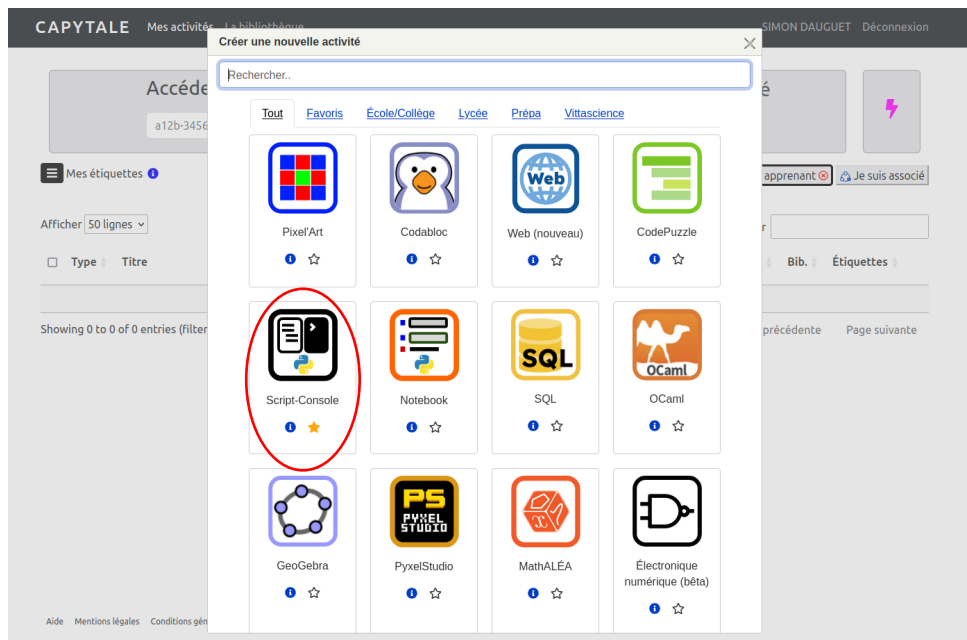 CAPYTALE Mes activités La bibliothèque SIMON DAUGUET Déconnexion
Créer une nouvelle activité
Rechercher..
Accéde é
a12b-3456
Tout Favoris École/Collège Lycée Prépa Vittascience
Mes étiquettes apprenant Je suis associé
Web
Pixel'Art Codabloc Web (nouveau) CodePuzzle
Afficher 50 lignes r
Type Titre Bib. Étiquettes
Showing 0 to 0 of 0 entries (filter précédente Page suivante
SQL OCaml
Script-Console Notebook SQL OCaml
PS
PYXEL
STUDIO
x
GeoGebra PyxelStudio MathALÉA Électronique
numérique (bêta)
Aide Mentions légales Conditions gén